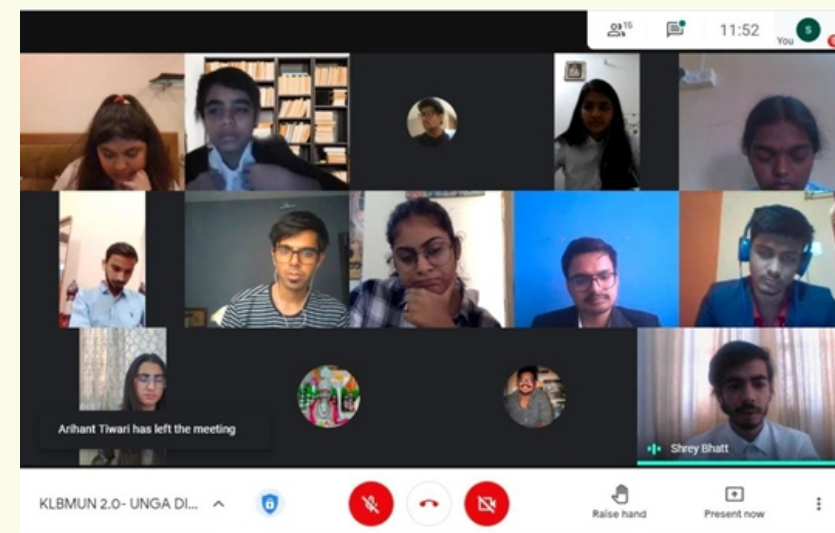 15
11:52
You
S
Arihant Tiwari has left the meeting
Shrey Bhatt
KLBMUN 2.0- UNGA DI...
Raise hand
Present now